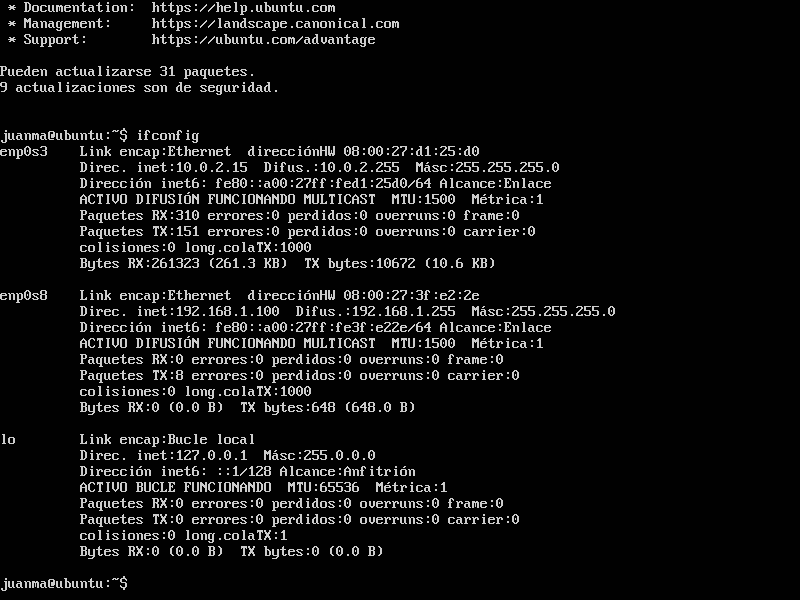 * Documentation:  https://help.ubuntu.com
 * Management:     https://landscape.canonical.com
 * Support:        https://ubuntu.com/advantage

Pueden actualizarse 31 paquetes.
9 actualizaciones son de seguridad.


juanma@ubuntu:~$ ifconfig
enp0s3    Link encap:Ethernet  direcciónHW 08:00:27:d1:25:d0
          Direc. inet:10.0.2.15  Difus.:10.0.2.255  Másc:255.255.255.0
          Dirección inet6: fe80::a00:27ff:fed1:25d0/64 Alcance:Enlace
          ACTIVO DIFUSIÓN FUNCIONANDO MULTICAST  MTU:1500  Métrica:1
          Paquetes RX:310 errores:0 perdidos:0 overruns:0 frame:0
          Paquetes TX:151 errores:0 perdidos:0 overruns:0 carrier:0
          colisiones:0 long.colaTX:1000
          Bytes RX:261323 (261.3 KB)  TX bytes:10672 (10.6 KB)

enp0s8    Link encap:Ethernet  direcciónHW 08:00:27:3f:e2:2e
          Direc. inet:192.168.1.100  Difus.:192.168.1.255  Másc:255.255.255.0
          Dirección inet6: fe80::a00:27ff:fe3f:e22e/64 Alcance:Enlace
          ACTIVO DIFUSIÓN FUNCIONANDO MULTICAST  MTU:1500  Métrica:1
          Paquetes RX:0 errores:0 perdidos:0 overruns:0 frame:0
          Paquetes TX:8 errores:0 perdidos:0 overruns:0 carrier:0
          colisiones:0 long.colaTX:1000
          Bytes RX:0 (0.0 B)  TX bytes:648 (648.0 B)

lo        Link encap:Bucle local
          Direc. inet:127.0.0.1  Másc:255.0.0.0
          Dirección inet6: ::1/128 Alcance:Anfitrión
          ACTIVO BUCLE FUNCIONANDO  MTU:65536  Métrica:1
          Paquetes RX:0 errores:0 perdidos:0 overruns:0 frame:0
          Paquetes TX:0 errores:0 perdidos:0 overruns:0 carrier:0
          colisiones:0 long.colaTX:1
          Bytes RX:0 (0.0 B)  TX bytes:0 (0.0 B)

juanma@ubuntu:~$